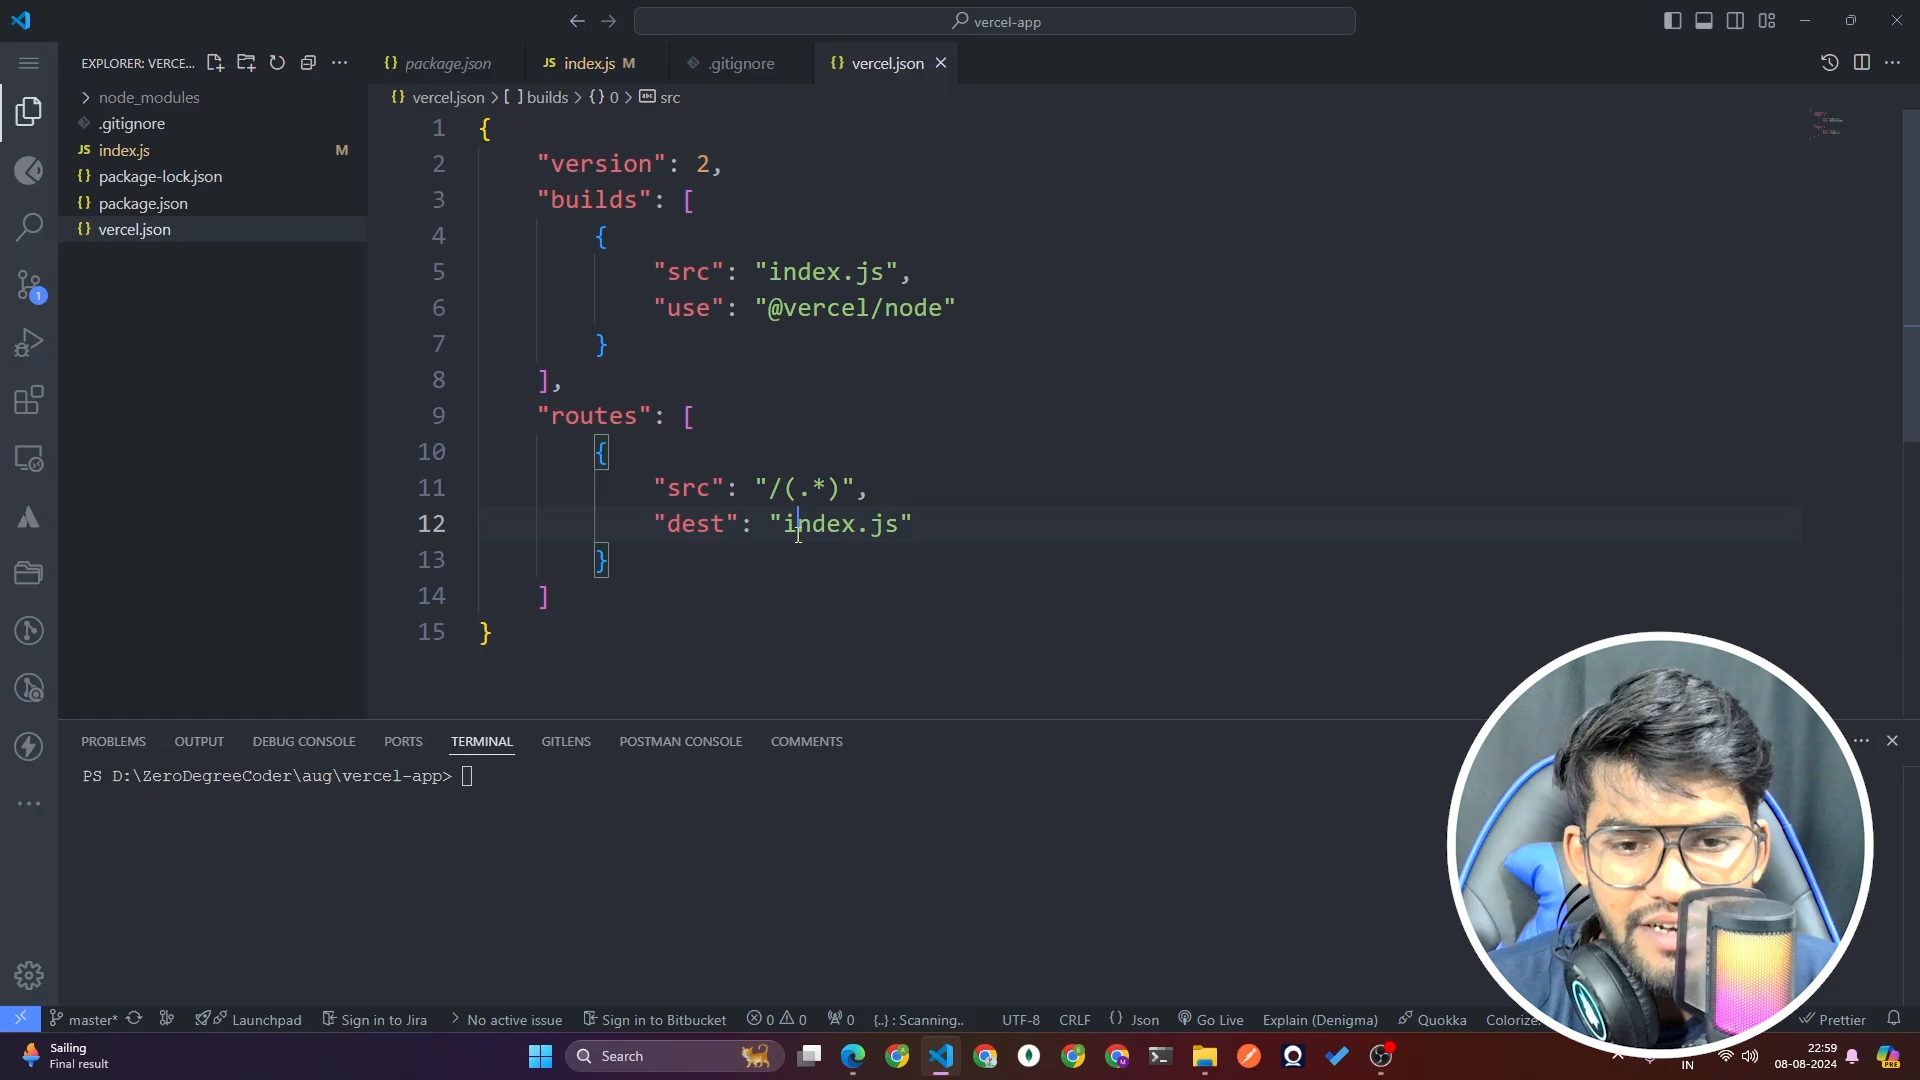 vercel-app
EXPLORER: VERCE...
package.json
JS index.js M
.gitignore
{} vercel.json
node_modules
.gitignore
JS index.js M
{} package-lock.json
{} package.json
{} vercel.json
{} vercel.json > [ ] builds > {} 0 > abc src
1 {
2 "version": 2,
3 "builds": [
4 {
5 "src": "index.js",
6 "use": "@vercel/node"
7 }
8 ],
9 "routes": [
10 {
11 "src": "/(.*)",
12 "dest": "index.js"
13 }
14 ]
15 }
1
PROBLEMS OUTPUT DEBUG CONSOLE PORTS TERMINAL GITLENS POSTMAN CONSOLE COMMENTS
PS D:\ZeroDegreeCoder\aug\vercel-app>
master* Launchpad Sign in to Jira No active issue Sign in to Bitbucket 0 0 0 {..} : Scanning.. UTF-8 CRLF {} Json Go Live Explain (Denigma) Quokka Prettier
Sailing
Final result
Search
IN
22:59
08-08-2024
PRE